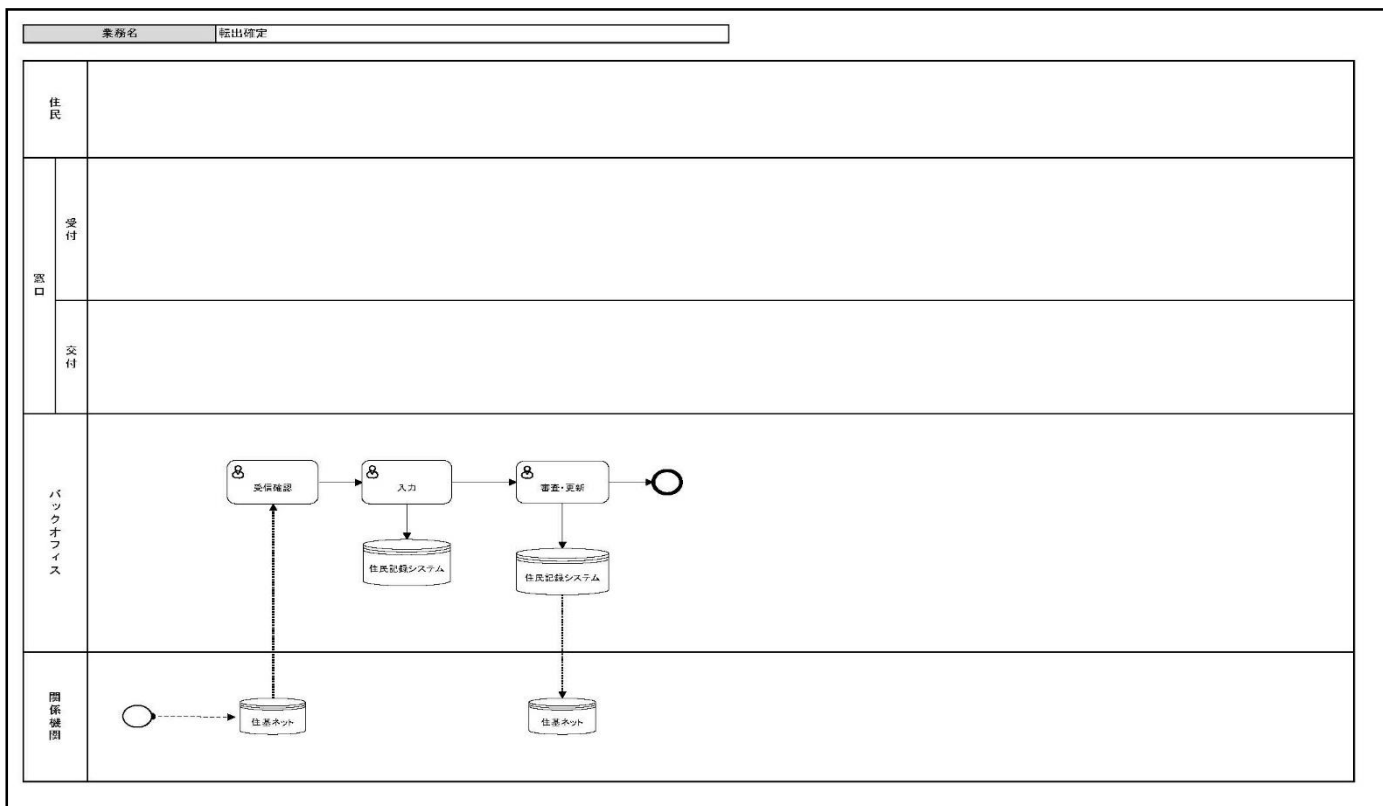 業務名 転出確定
住民
窓口
受付
交付
バックオフィス
受信確認
入力
審査・更新
住民記録システム
住民記録システム
関係機関
住基ネット
住基ネット